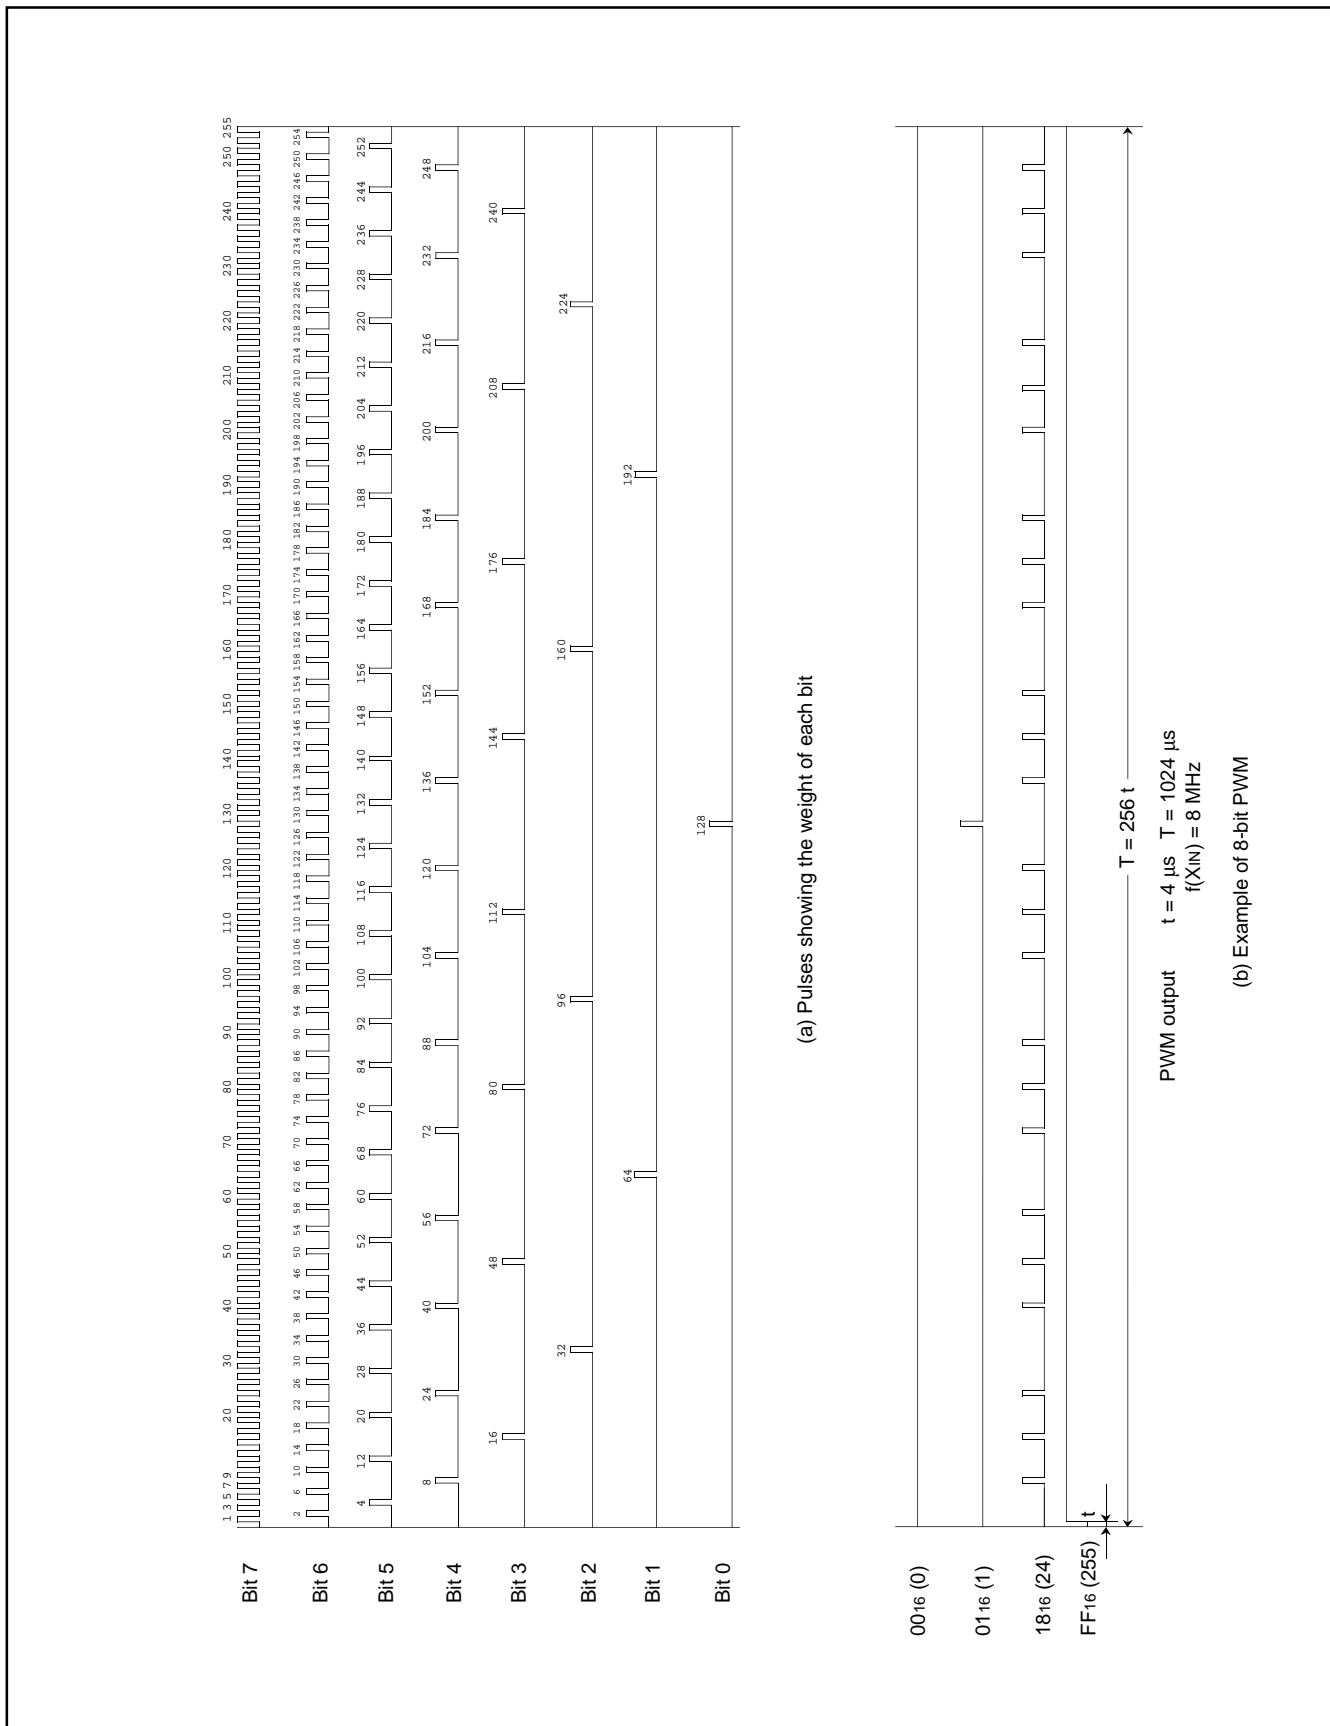 Bit 7 1 3 5 7 9 20 30 40 50 60 70 80 90 100 110 120 130 140 150 160 170 180 190 200 210 220 230 240 250 255
Bit 6 2 6 10 14 18 22 26 30 34 38 42 46 50 54 58 62 66 70 74 78 82 86 90 94 98 102 106 110 114 118 122 126 130 134 138 142 146 150 154 158 162 166 170 174 178 182 186 190 194 198 202 206 210 214 218 222 226 230 234 238 242 246 250 254
Bit 5 4 12 20 28 36 44 52 60 68 76 84 92 100 108 116 124 132 140 148 156 164 172 180 188 196 204 212 220 228 236 244 252
Bit 4 8 24 40 56 72 88 104 120 136 152 168 184 200 216 232 248
Bit 3 16 48 80 112 144 176 208 240
Bit 2 32 96 160 224
Bit 1 64 192
Bit 0 128
(a) Pulses showing the weight of each bit
0016 (0)
0116 (1)
1816 (24)
FF16 (255) t
T = 256 t
PWM output t = 4 µs T = 1024 µs
f(XIN) = 8 MHz
(b) Example of 8-bit PWM